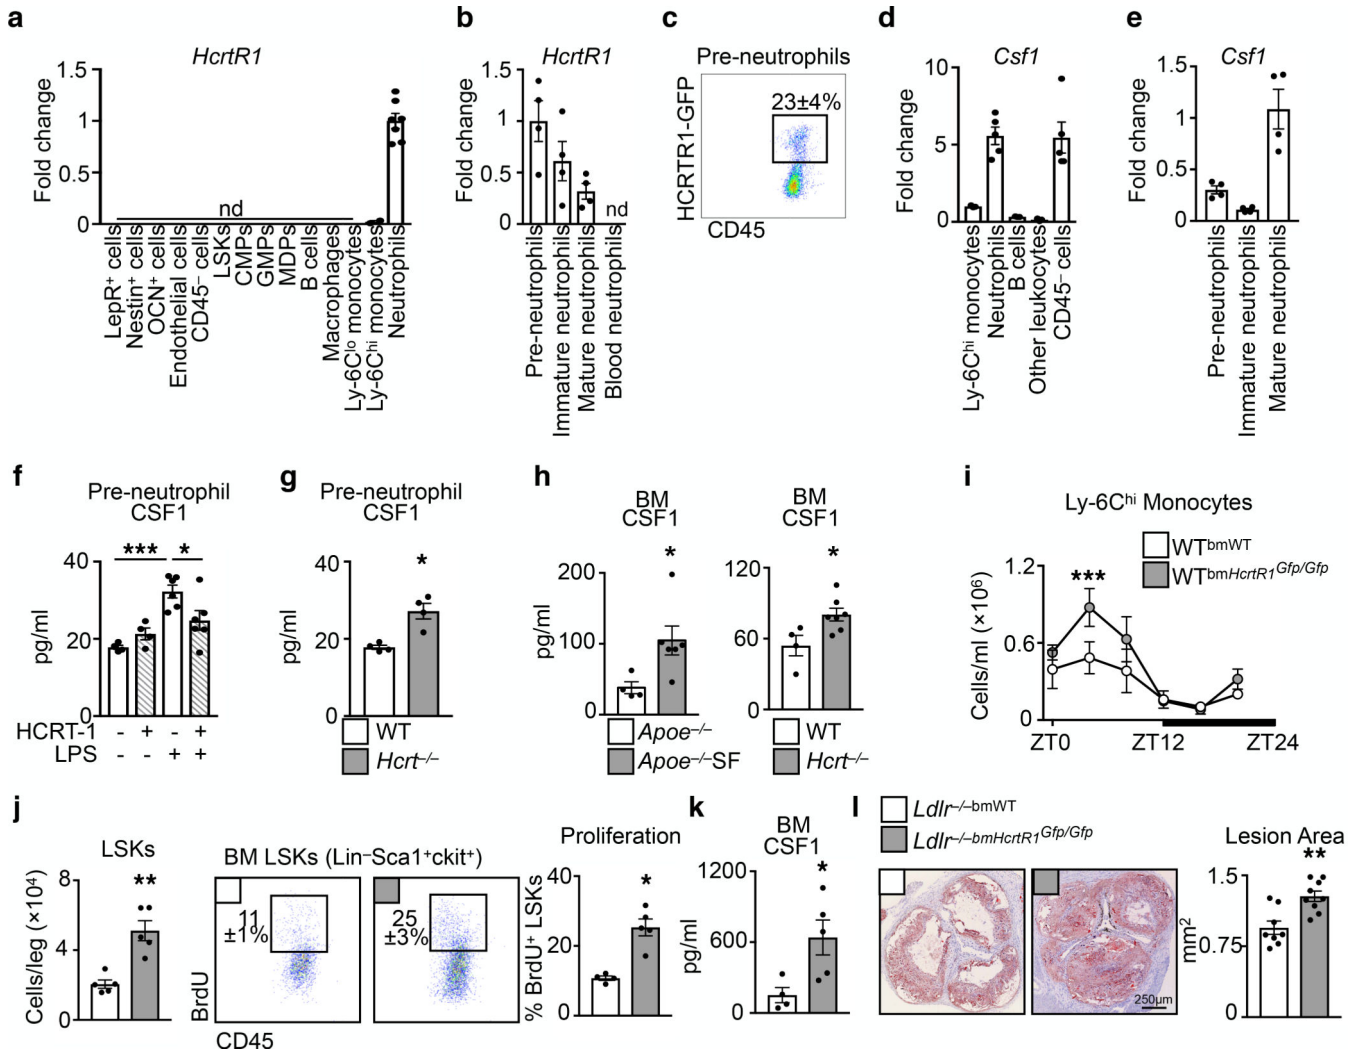 a
HcrtR1
Fold change
1.5
1
0.5
0
nd
LepR⁺ cells
Nestin⁺ cells
OCN⁺ cells
Endothelial cells
CD45⁻ cells
LSKs
CMPs
GMPs
MDPs
B cells
Macrophages
Ly-6Cˡᵒ monocytes
Ly-6Cʰⁱ monocytes
Neutrophils
b
HcrtR1
Fold change
1.5
1
0.5
0
nd
Pre-neutrophils
Immature neutrophils
Mature neutrophils
Blood neutrophils
c
Pre-neutrophils
HCRTR1-GFP
23±4%
CD45
d
Csf1
Fold change
10
5
0
Ly-6Cʰⁱ monocytes
Neutrophils
B cells
Other leukocytes
CD45⁻ cells
e
Csf1
Fold change
1.5
1
0.5
0
Pre-neutrophils
Immature neutrophils
Mature neutrophils
f
Pre-neutrophil
CSF1
pg/ml
40
20
0
*** *
HCRT-1 - + - +
LPS - - + +
g
Pre-neutrophil
CSF1
pg/ml
40
20
0
*
WT
Hcrt⁻/⁻
h
BM
CSF1
pg/ml
200
100
0
*
Apoe⁻/⁻
Apoe⁻/⁻SF
BM
CSF1
120
60
0
*
WT
Hcrt⁻/⁻
i
Ly-6Cʰⁱ Monocytes
WTᵇᵐᵂᵀ
WTᵇᵐHcrtR1ᴳᶠᵖ/ᴳᶠᵖ
Cells/ml (×10⁶)
1.2
0.6
0
***
ZT0 ZT12 ZT24
j
LSKs
Cells/leg (×10⁴)
8
4
0
**
BM LSKs (Lin⁻Sca1⁺ckit⁺)
11
±1%
25
±3%
BrdU
CD45
Proliferation
% BrdU⁺ LSKs
40
20
0
*
k
BM
CSF1
pg/ml
1200
600
0
*
l
Ldlr⁻/⁻ᵇᵐᵂᵀ
Ldlr⁻/⁻ᵇᵐHcrtR1ᴳᶠᵖ/ᴳᶠᵖ
250µm
Lesion Area
mm²
1.5
0.75
0
**